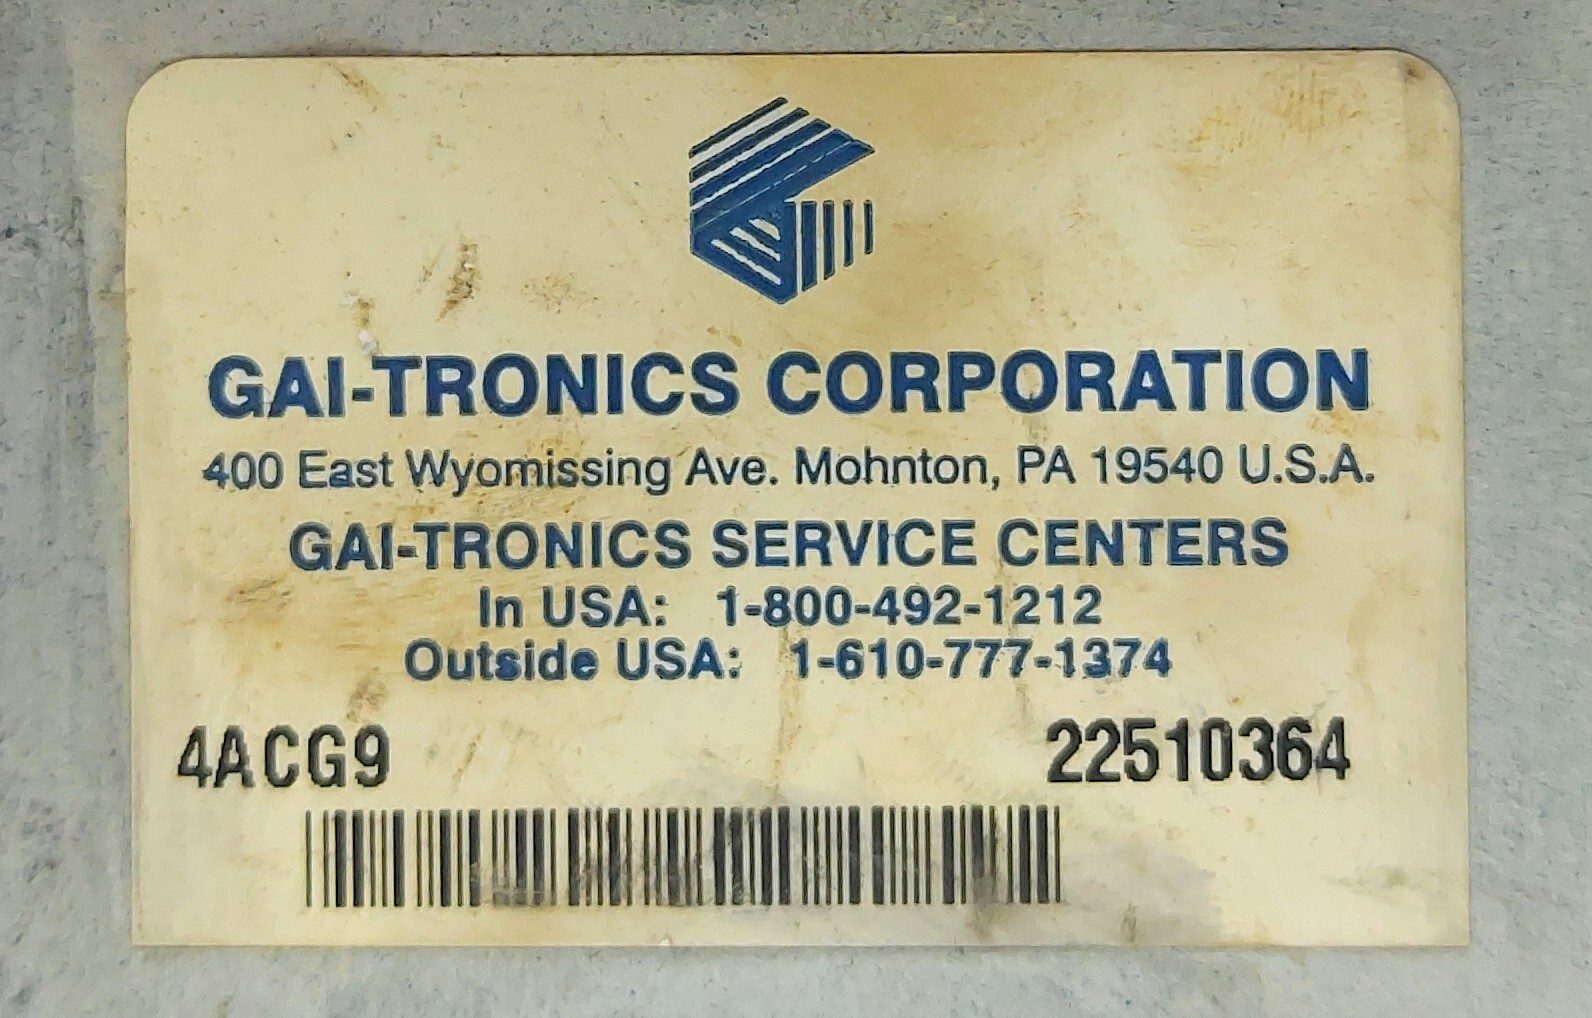 GAI-TRONICS CORPORATION
400 East Wyomissing Ave. Mohnton, PA 19540 U.S.A.
GAI-TRONICS SERVICE CENTERS
In USA: 1-800-492-1212
Outside USA: 1-610-777-1374
4ACG9 22510364